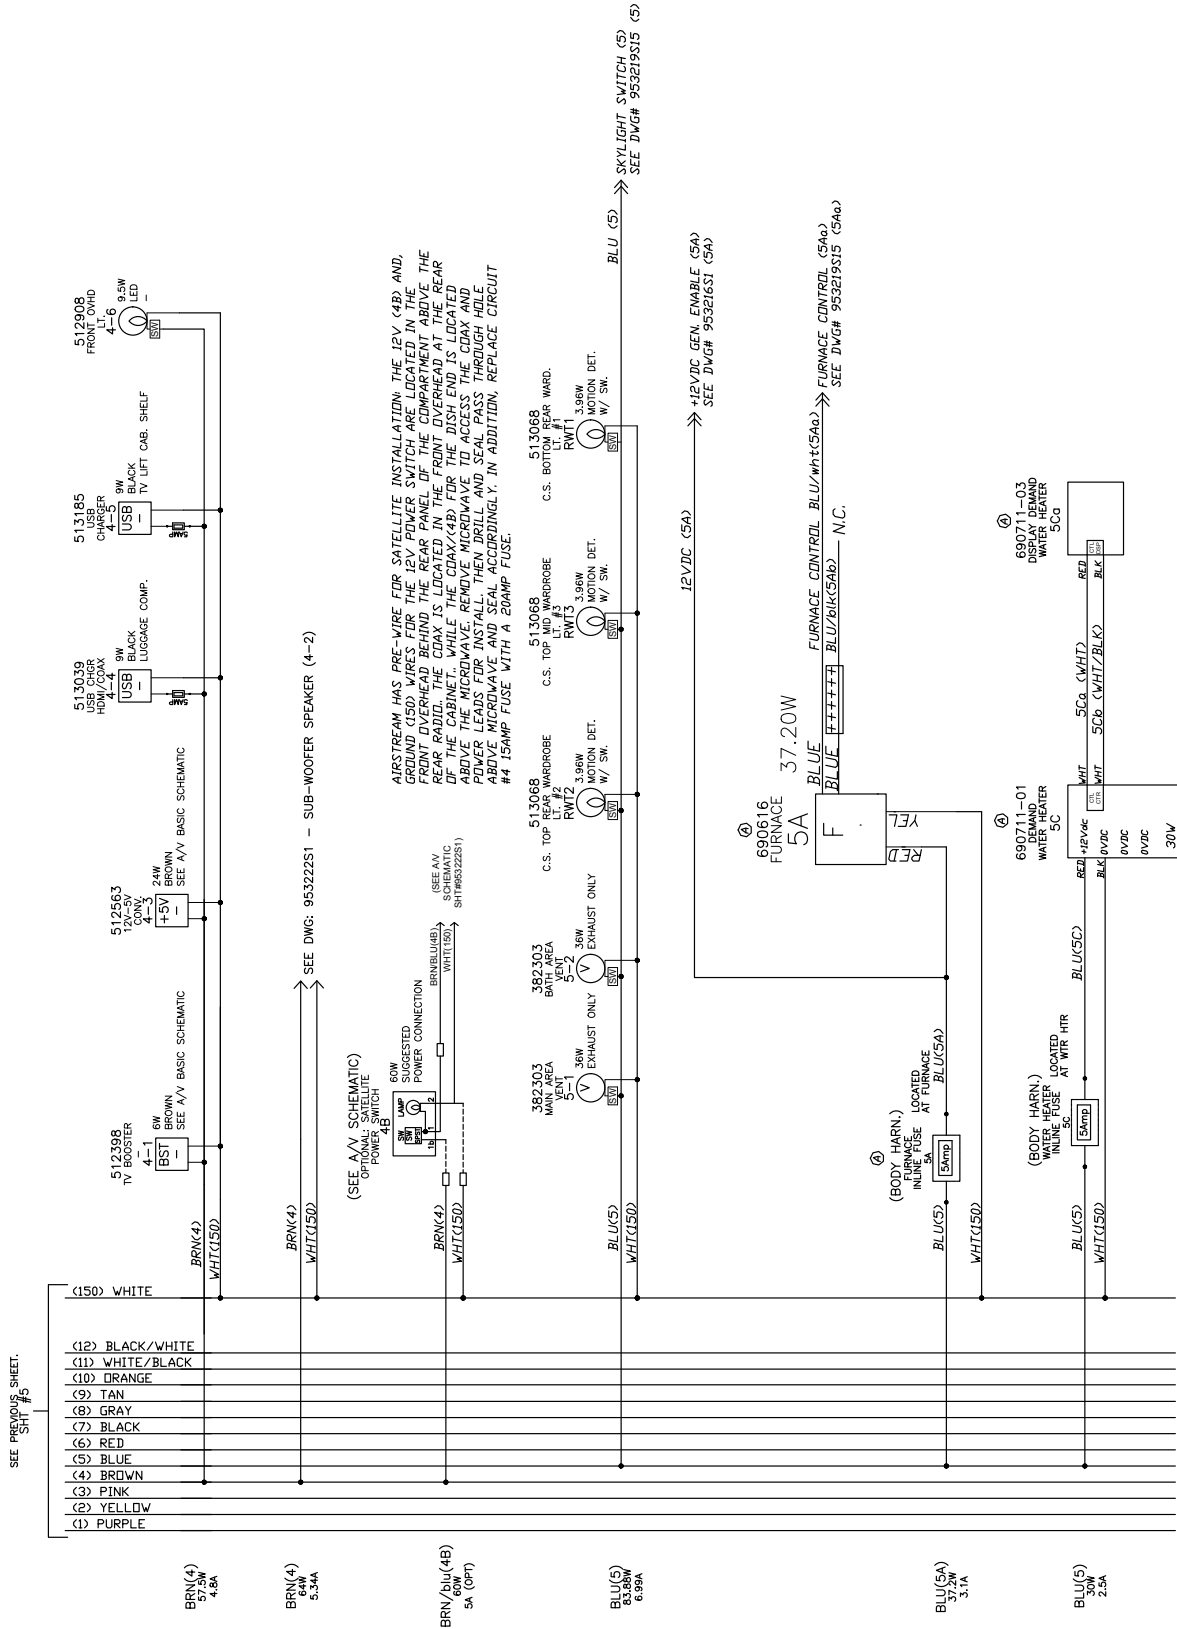 SEE PREVIOUS SHEET.
SHT #5
(150) WHITE
(12) BLACK/WHITE
(11) WHITE/BLACK
(10) ORANGE
(9) TAN
(8) GRAY
(7) BLACK
(6) RED
(5) BLUE
(4) BROWN
(3) PINK
(2) YELLOW
(1) PURPLE
BRN(4)
57.5W
4.8A
BRN(4)
WHT(150)
512398
TV BOOSTER
-
4-1
BST
-
6W
BROWN
SEE A/V BASIC SCHEMATIC
512563
12V-5V
CONV.
4-3
+5V
-
24W
BROWN
SEE A/V BASIC SCHEMATIC
513039
USB CHGR
HDMI/COAX
4-4
USB
-
9W
BLACK
LUGGAGE COMP.
5AMP
513185
USB
CHARGER
4-5
USB
-
9W
BLACK
TV LIFT CAB. SHELF
5AMP
512908
FRONT OVHD
LT.
4-6
9.5W
LED
-
SW
BRN(4)
64W
5.34A
BRN(4)
WHT(150)
SEE DWG: 953222S1 - SUB-WOOFER SPEAKER (4-2)
BRN/blu(4B)
60W
5A (OPT)
BRN(4)
WHT(150)
(SEE A/V SCHEMATIC)
OPTIONAL: SATELLITE
POWER SWITCH
4B
60W
SUGGESTED
POWER CONNECTION
SW
SW
SPST
LAMP
1b
1
2
BRN/BLU(4B)
WHT(150)
(SEE A/V
SCHEMATIC
SHT#953222S1)
AIRSTREAM HAS PRE-WIRE FOR SATELLITE INSTALLATION: THE 12V (4B) AND,
GROUND (150) WIRES FOR THE 12V POWER SWITCH ARE LOCATED IN THE
FRONT OVERHEAD BEHIND THE REAR PANEL OF THE COMPARTMENT ABOVE THE
REAR RADIO.. THE COAX IS LOCATED IN THE FRONT OVERHEAD AT THE REAR
OF THE CABINET.. WHILE THE COAX/(4B) FOR THE DISH END IS LOCATED
ABOVE THE MICROWAVE. REMOVE MICROWAVE TO ACCESS THE COAX AND
POWER LEADS FOR INSTALL. THEN DRILL AND SEAL PASS THROUGH HOLE
ABOVE MICROWAVE AND SEAL ACCORDINGLY. IN ADDITION, REPLACE CIRCUIT
#4 15AMP FUSE WITH A 20AMP FUSE.
BLU(5)
83.88W
6.99A
BLU(5)
WHT(150)
382303
MAIN AREA
VENT
5-1
V
36W
EXHAUST ONLY
SW
382303
BATH AREA
VENT
5-2
V
36W
EXHAUST ONLY
SW
513068
C.S. TOP REAR WARDROBE
LT. #2
RWT2
3.96W
MOTION DET.
W/ SW.
SW
513068
C.S. TOP MID WARDROBE
LT. #3
RWT3
3.96W
MOTION DET.
W/ SW.
SW
513068
C.S. BOTTOM REAR WARD.
LT. #1
RWT1
3.96W
MOTION DET.
W/ SW.
SW
BLU (5)
SKYLIGHT SWITCH (5)
SEE DWG# 953219S15 (5)
12VDC (5A)
+12VDC GEN. ENABLE (5A)
SEE DWG# 953216S1 (5A)
BLU(5A)
37.2W
3.1A
BLU(5)
WHT(150)
A
(BODY HARN.)
FURNACE
INLINE FUSE
5A
5Amp
LOCATED
AT FURNACE
BLU(5A)
A
690616
FURNACE
5A
37.20W
F
RED
YEL
BLUE
BLUE
++++++
FURNACE CONTROL BLU/wht(5Aa)
BLU/blk(5Ab)
N.C.
FURNACE CONTROL (5Aa)
SEE DWG# 953219S15 (5Aa)
BLU(5)
30W
2.5A
BLU(5)
WHT(150)
(BODY HARN.)
WATER HEATER
INLINE FUSE
5C
5Amp
LOCATED
AT WTR HTR
BLU(5C)
A
690711-01
DEMAND
WATER HEATER
5C
RED
BLK
+12Vdc
0VDC
0VDC
0VDC
30W
CTL
CTR
WHT
WHT
5Ca (WHT)
5Cb (WHT/BLK)
RED
BLK
CTL
DSP
A
690711-03
DISPLAY DEMAND
WATER HEATER
5Ca